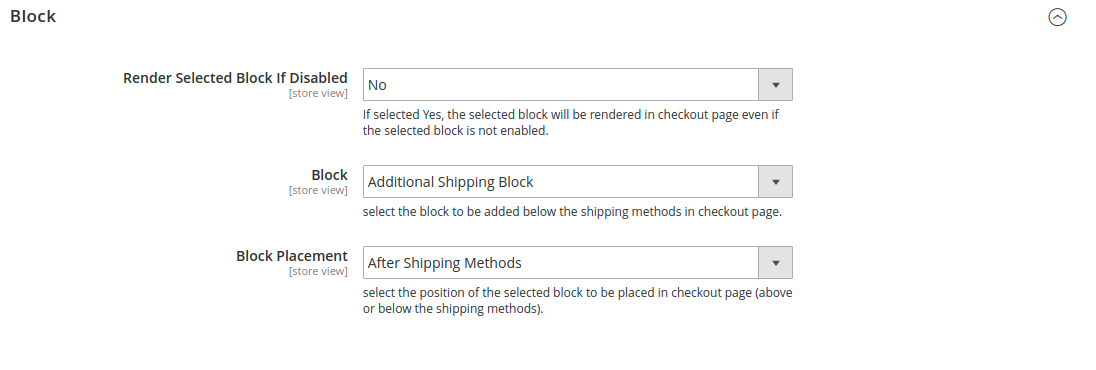 Block
Render Selected Block If Disabled
[store view]
No
If selected Yes, the selected block will be rendered in checkout page even if
the selected block is not enabled.
Block
[store view]
Additional Shipping Block
select the block to be added below the shipping methods in checkout page.
Block Placement
[store view]
After Shipping Methods
select the position of the selected block to be placed in checkout page (above
or below the shipping methods).